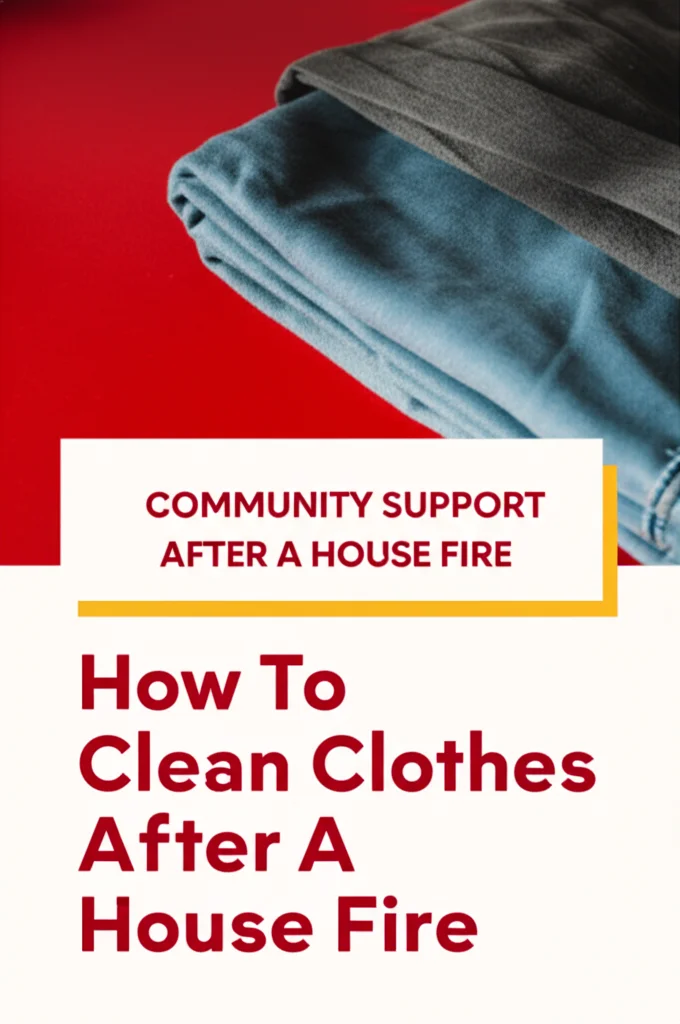 COMMUNITY SUPPORT
AFTER A HOUSE FIRE
How To
Clean Clothes
After A
House Fire